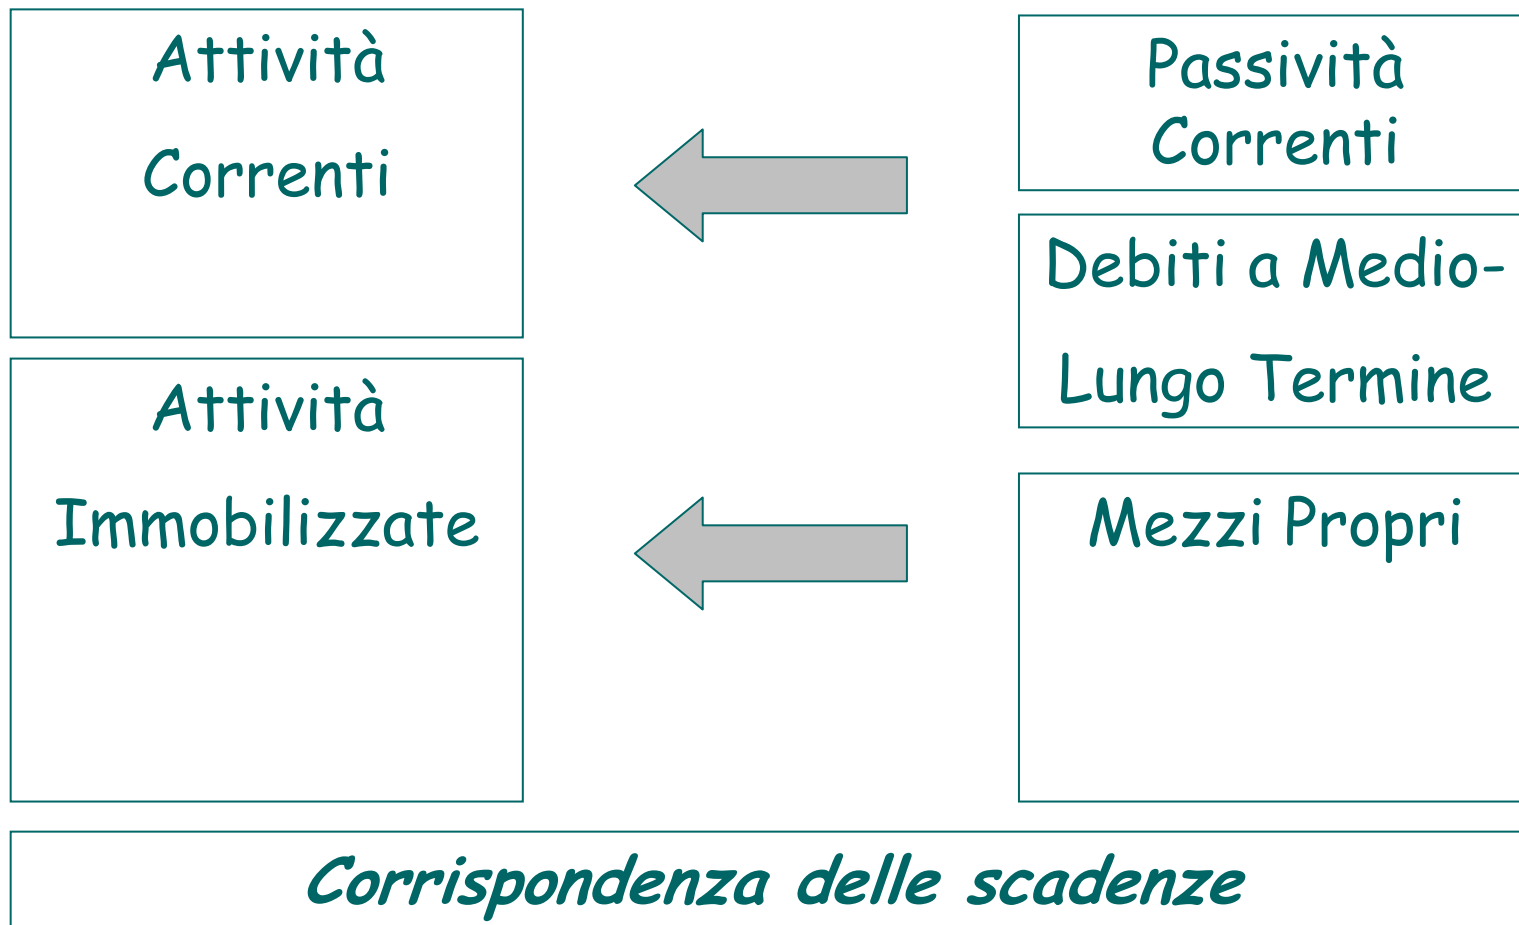 Attività
Correnti
Attività
Immobilizzate
Passività
Correnti
Debiti a Medio-
Lungo Termine
Mezzi Propri
Corrispondenza delle scadenze